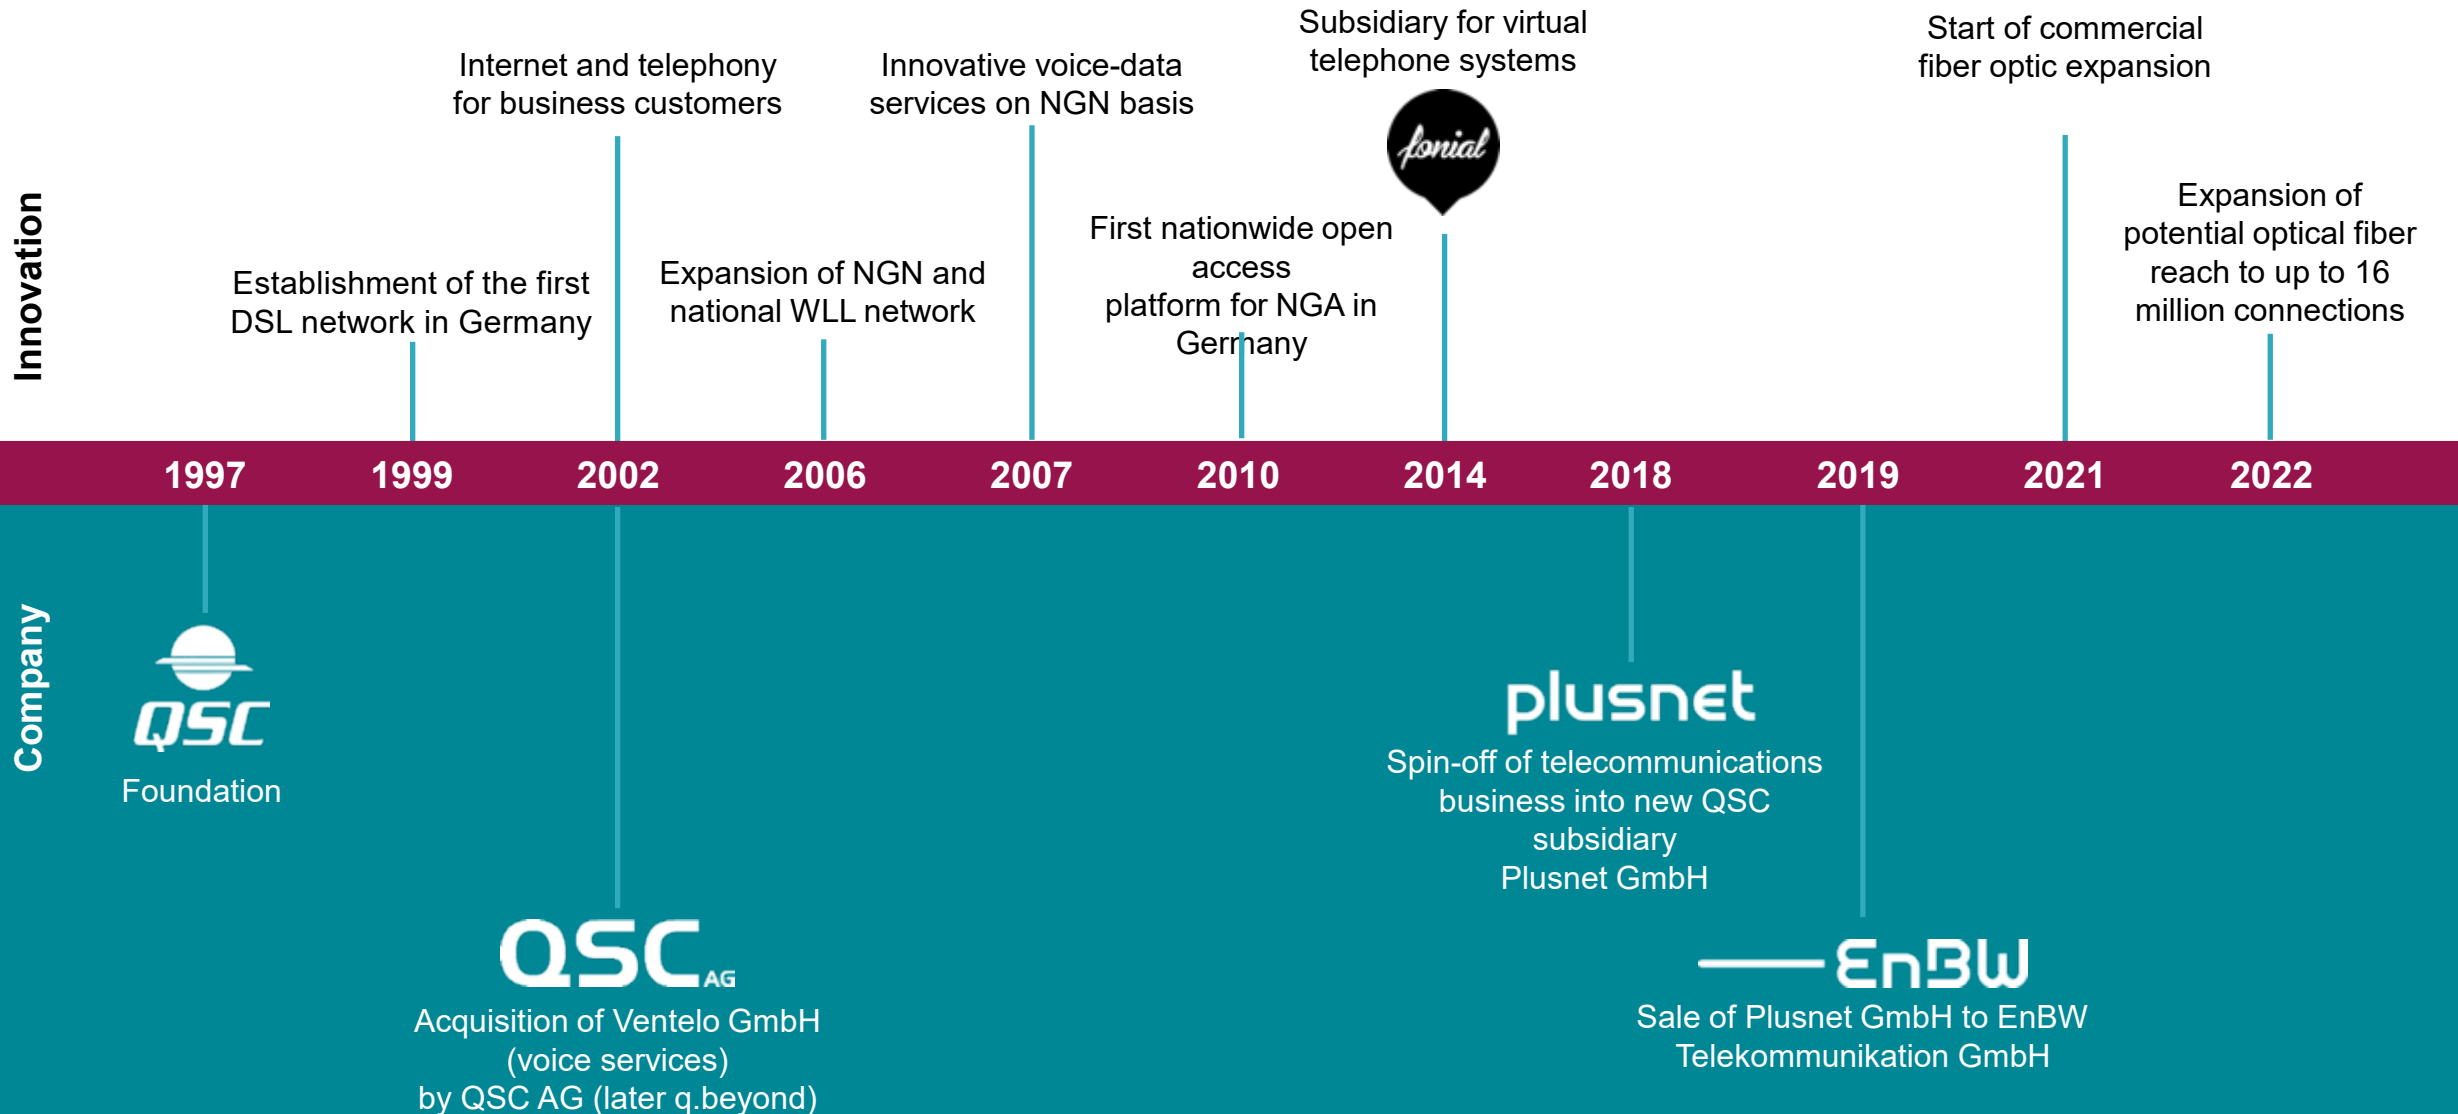 Innovation
Internet and telephony
for business customers
Innovative voice-data
services on NGN basis
Subsidiary for virtual
telephone systems
fonial
Start of commercial
fiber optic expansion
Establishment of the first
DSL network in Germany
Expansion of NGN and
national WLL network
First nationwide open
access
platform for NGA in
Germany
Expansion of
potential optical fiber
reach to up to 16
million connections
1997 1999 2002 2006 2007 2010 2014 2018 2019 2021 2022
Company
QSC
Foundation
QSC AG
Acquisition of Ventelo GmbH
(voice services)
by QSC AG (later q.beyond)
plusnet
Spin-off of telecommunications
business into new QSC
subsidiary
Plusnet GmbH
EnBW
Sale of Plusnet GmbH to EnBW
Telekommunikation GmbH